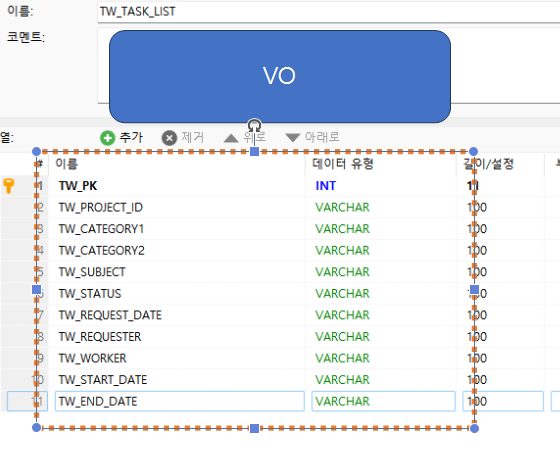 이름: TW_TASK_LIST
코멘트:
VO
열: 추가 제거 위로 아래로
# 이름 데이터 유형 길이/설정
1 TW_PK INT 11
2 TW_PROJECT_ID VARCHAR 100
3 TW_CATEGORY1 VARCHAR 100
4 TW_CATEGORY2 VARCHAR 100
5 TW_SUBJECT VARCHAR 100
6 TW_STATUS VARCHAR 100
7 TW_REQUEST_DATE VARCHAR 100
8 TW_REQUESTER VARCHAR 100
9 TW_WORKER VARCHAR 100
10 TW_START_DATE VARCHAR 100
11 TW_END_DATE VARCHAR 100